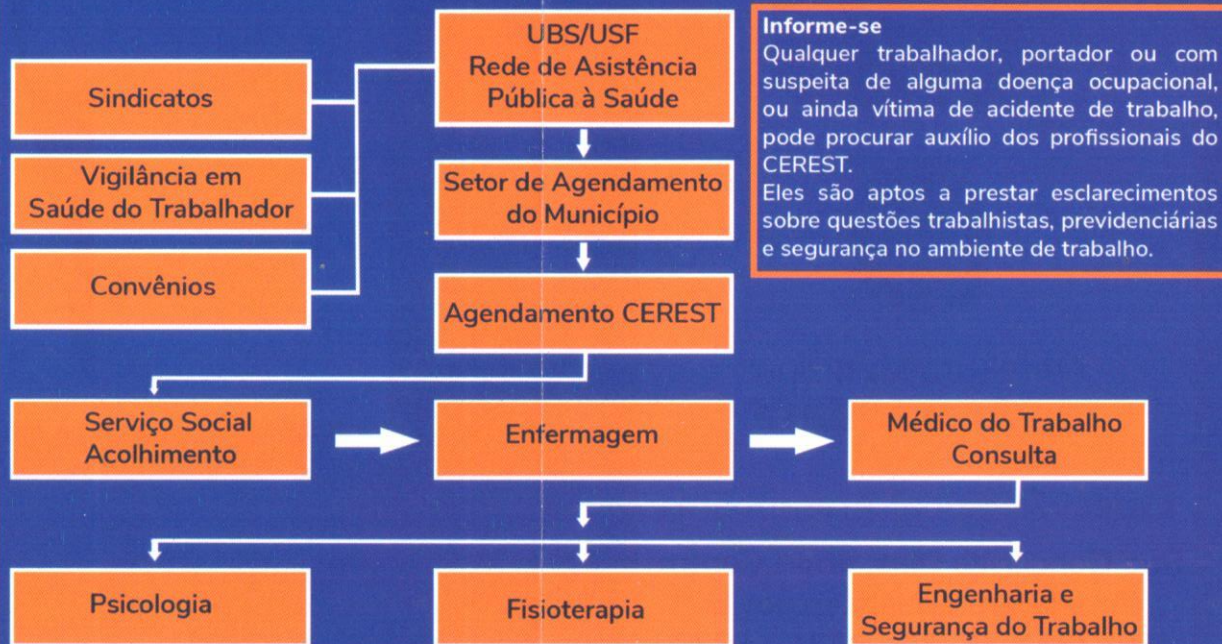 UBS/USF
Rede de Asistência
Pública à Saúde
Sindicatos
Vigilância em
Saúde do Trabalhador
Convênios
Setor de Agendamento
do Município
Agendamento CEREST
Informe-se
Qualquer trabalhador, portador ou com
suspeita de alguma doença ocupacional,
ou ainda vítima de acidente de trabalho,
pode procurar auxílio dos profissionais do
CEREST.
Eles são aptos a prestar esclarecimentos
sobre questões trabalhistas, previdenciárias
e segurança no ambiente de trabalho.
Serviço Social
Acolhimento
Enfermagem
Médico do Trabalho
Consulta
Psicologia
Fisioterapia
Engenharia e
Segurança do Trabalho